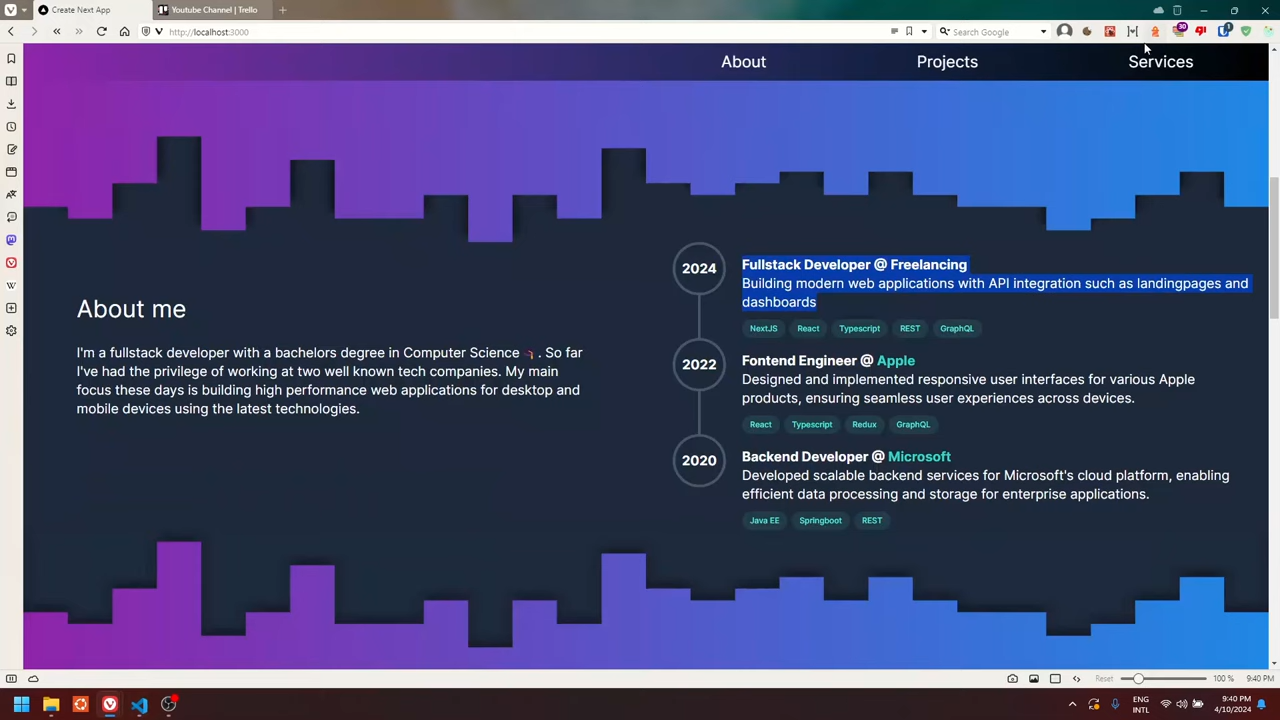 Create Next App
Youtube Channel | Trello
http://localhost:3000
Search Google
30
1
About
Projects
Services
About me
I'm a fullstack developer with a bachelors degree in Computer Science . So far
I've had the privilege of working at two well known tech companies. My main
focus these days is building high performance web applications for desktop and
mobile devices using the latest technologies.
2024
Fullstack Developer @ Freelancing
Building modern web applications with API integration such as landingpages and
dashboards
NextJS React Typescript REST GraphQL
2022
Fontend Engineer @ Apple
Designed and implemented responsive user interfaces for various Apple
products, ensuring seamless user experiences across devices.
React Typescript Redux GraphQL
2020
Backend Developer @ Microsoft
Developed scalable backend services for Microsoft's cloud platform, enabling
efficient data processing and storage for enterprise applications.
Java EE Springboot REST
Reset
100 %
9:40 PM
ENG
INTL
9:40 PM
4/10/2024